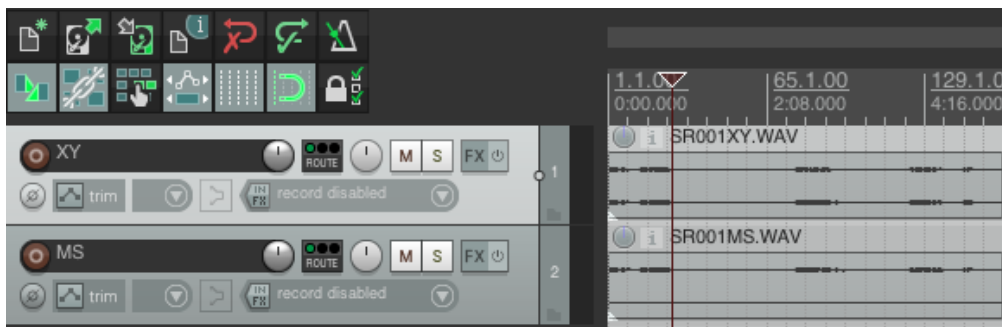 i
1.1.00 65.1.00 129.1.0
0:00.000 2:08.000 4:16.000
XY ROUTE M S FX 1
i SR001XY.WAV
trim IN FX record disabled
MS ROUTE M S FX 2
i SR001MS.WAV
trim IN FX record disabled